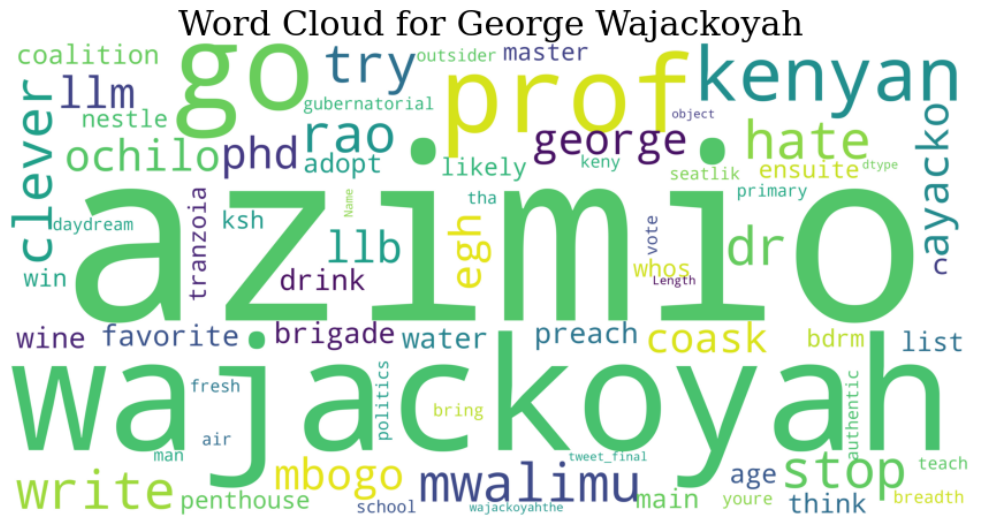 Word Cloud for George Wajackoyah
coalition go try outsider master prof kenyan
clever llm nestle gubernatorial object
ochilo phd rao adopt george likely keny hate ensuite dtype ayacko
seatlik primary
azimio
daydream tranzoia ksh Name tha llb egh vote dr
win drink whos Length c
wine favorite brigade water preach coask bdrm list
wajackoyah
fresh politics bring authentic
air
man tweet_final
write penthouse mbogo school mwalimu wajackoyahthe main age youre stop think teach breadth